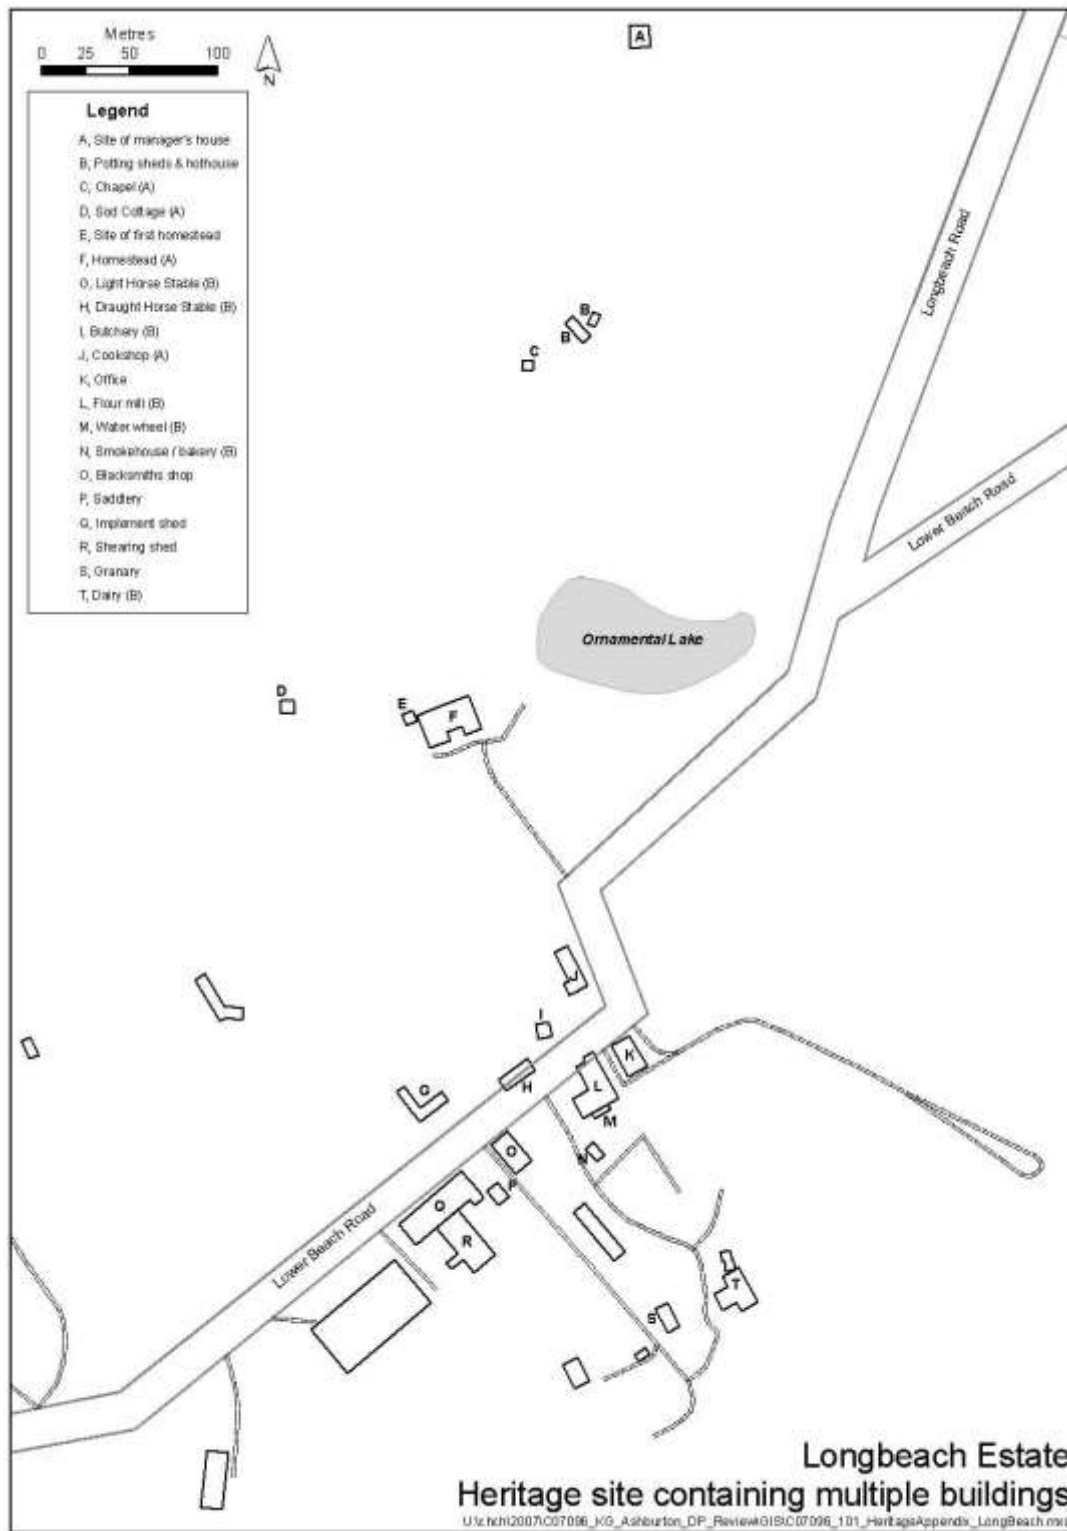 Metres
0 25 50 100
N
Legend
A, Site of manager's house
B, Potting sheds & hothouse
C, Chapel (A)
D, Sod Cottage (A)
E, Site of first homestead
F, Homestead (A)
G, Light Horse Stable (B)
H, Draught Horse Stable (B)
I, Butchery (B)
J, Cookshop (A)
K, Office
L, Flour mill (B)
M, Water wheel (B)
N, Smokehouse / bakery (B)
O, Blacksmiths shop
P, Saddlery
Q, Implement shed
R, Shearing shed
S, Granary
T, Dairy (B)
A
Longbeach Road
B
B
C
Lower Beach Road
Ornamental Lake
D
E
F
J
I
K
H
L
G
M
O
N
P
Q
R
Lower Beach Road
T
S
Longbeach Estate
Heritage site containing multiple buildings